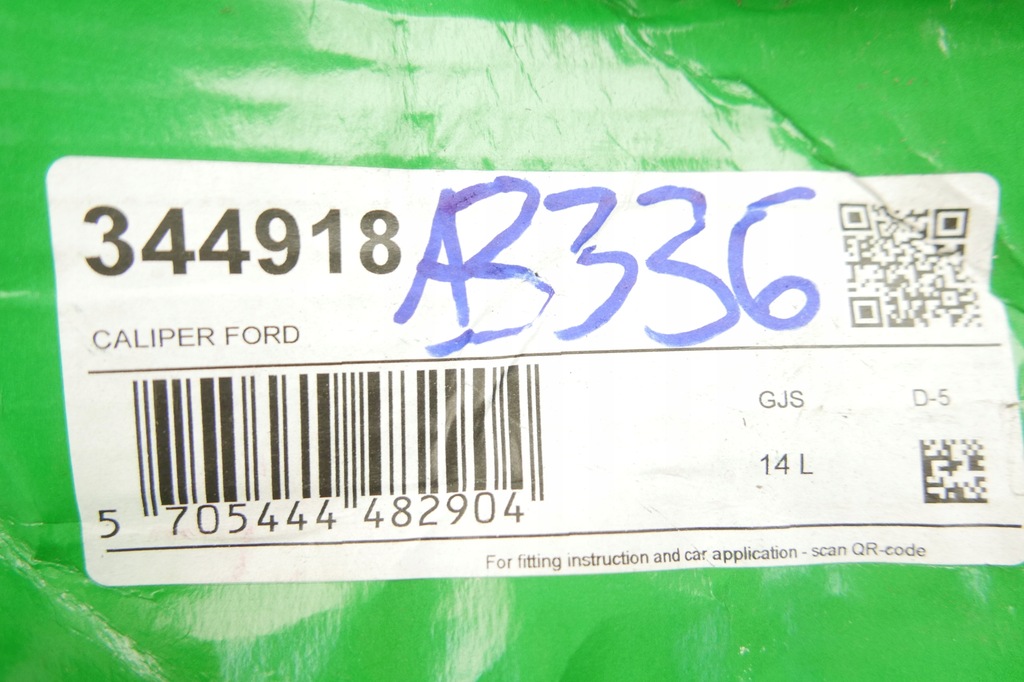 344918 AB336
CALIPER FORD
GJS D-5
14 L
5 705444 482904
For fitting instruction and car application - scan QR-code